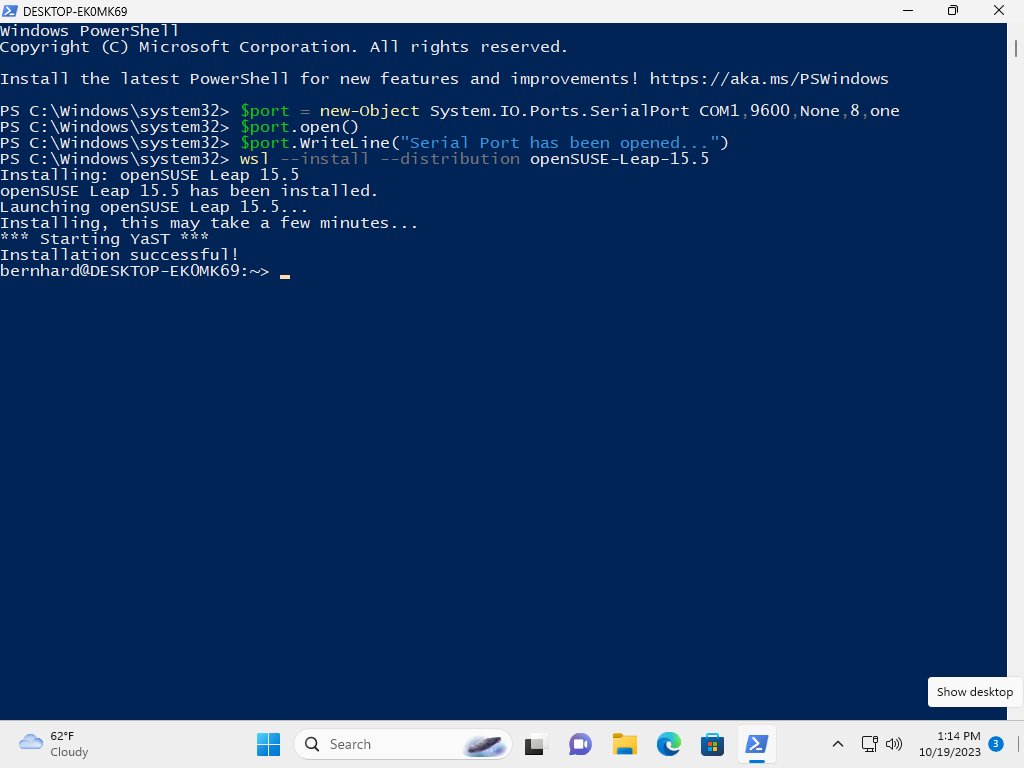 DESKTOP-EK0MK69
Windows PowerShell
Copyright (C) Microsoft Corporation. All rights reserved.
Install the latest PowerShell for new features and improvements! https://aka.ms/PSWindows
PS C:\Windows\system32> $port = new-Object System.IO.Ports.SerialPort COM1,9600,None,8,one
PS C:\Windows\system32> $port.open()
PS C:\Windows\system32> $port.WriteLine("Serial Port has been opened...")
PS C:\Windows\system32> wsl --install --distribution openSUSE-Leap-15.5
Installing: openSUSE Leap 15.5
openSUSE Leap 15.5 has been installed.
Launching openSUSE Leap 15.5...
Installing, this may take a few minutes...
*** Starting YaST ***
Installation successful!
bernhard@DESKTOP-EK0MK69:~>
Show desktop
62°F
Cloudy
Search
1:14 PM
10/19/2023
3